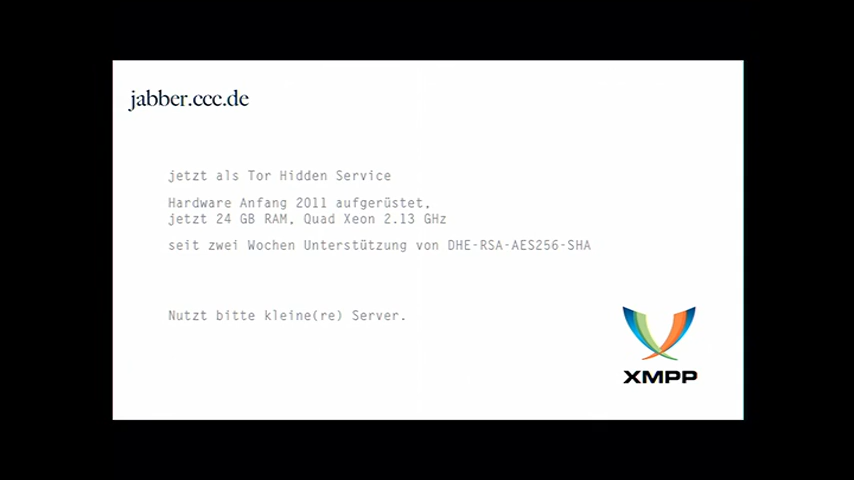 jabber.ccc.de
jetzt als Tor Hidden Service
Hardware Anfang 2011 aufgerüstet,
jetzt 24 GB RAM, Quad Xeon 2.13 GHz
seit zwei Wochen Unterstützung von DHE-RSA-AES256-SHA
Nutzt bitte kleine(re) Server.
XMPP